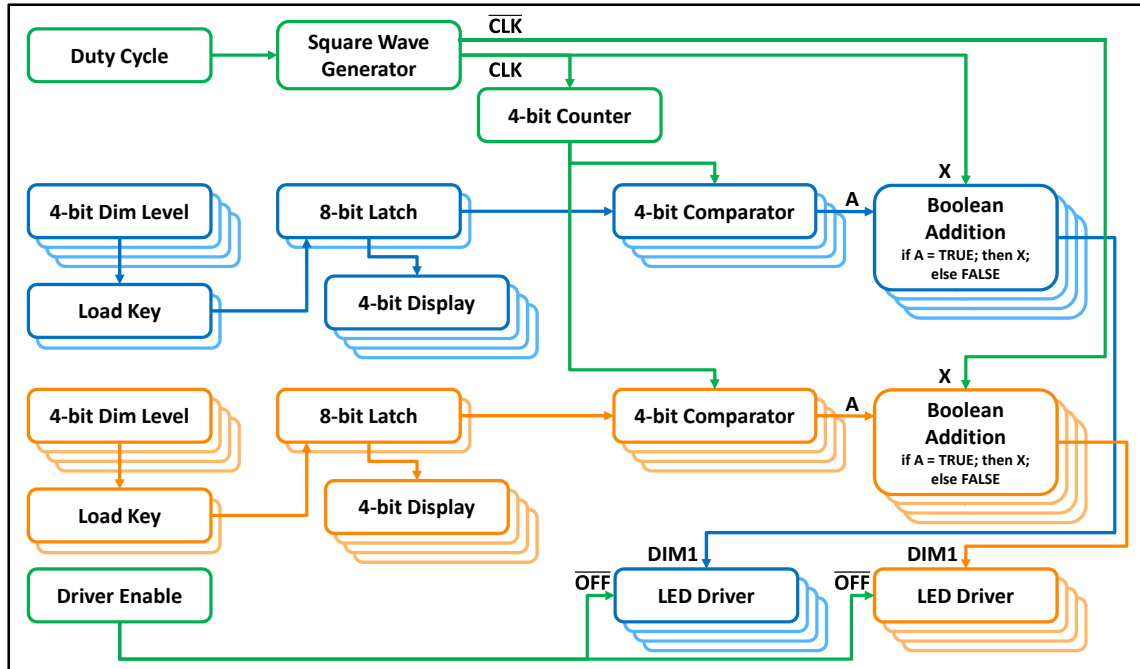 C̅L̅K̅
Duty Cycle
Square Wave
Generator
CLK
4-bit Counter
X
4-bit Dim Level
8-bit Latch
4-bit Comparator
A
Boolean
Addition
if A = TRUE; then X;
else FALSE
Load Key
4-bit Display
X
4-bit Dim Level
8-bit Latch
4-bit Comparator
A
Boolean
Addition
if A = TRUE; then X;
else FALSE
Load Key
4-bit Display
DIM1
DIM1
O̅F̅F̅
O̅F̅F̅
Driver Enable
LED Driver
LED Driver